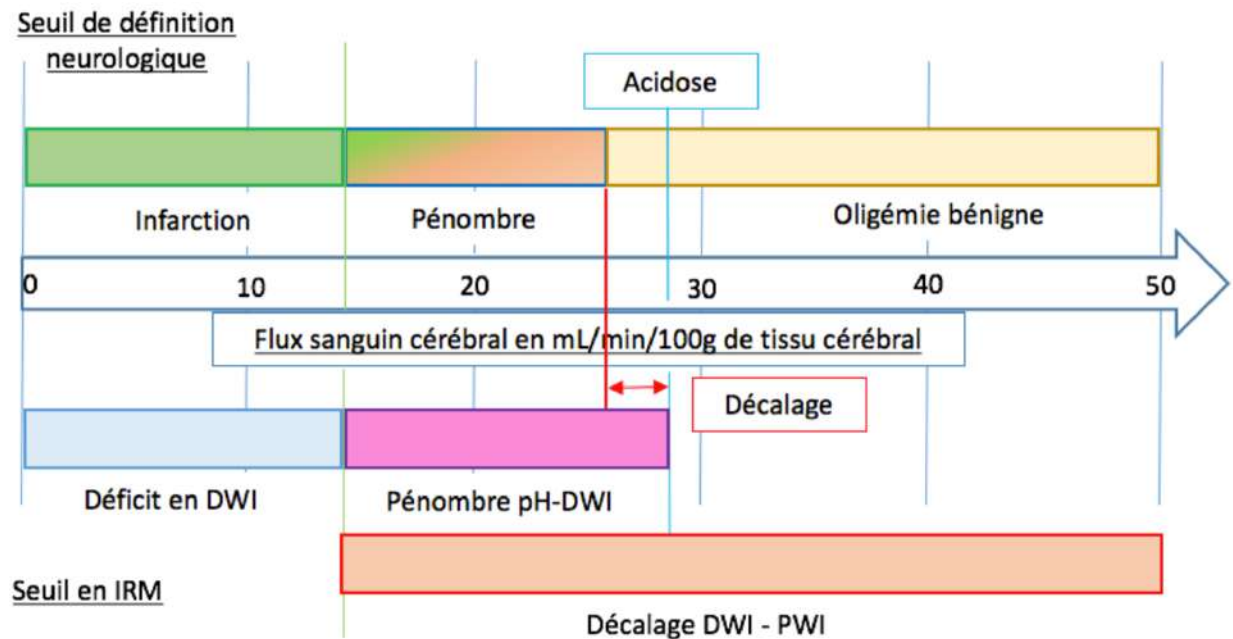 Seuil de définition
neurologique
Acidose
Infarction
Pénombre
Oligémie bénigne
0
10
20
30
40
50
Flux sanguin cérébral en mL/min/100g de tissu cérébral
Décalage
Déficit en DWI
Pénombre pH-DWI
Seuil en IRM
Décalage DWI - PWI